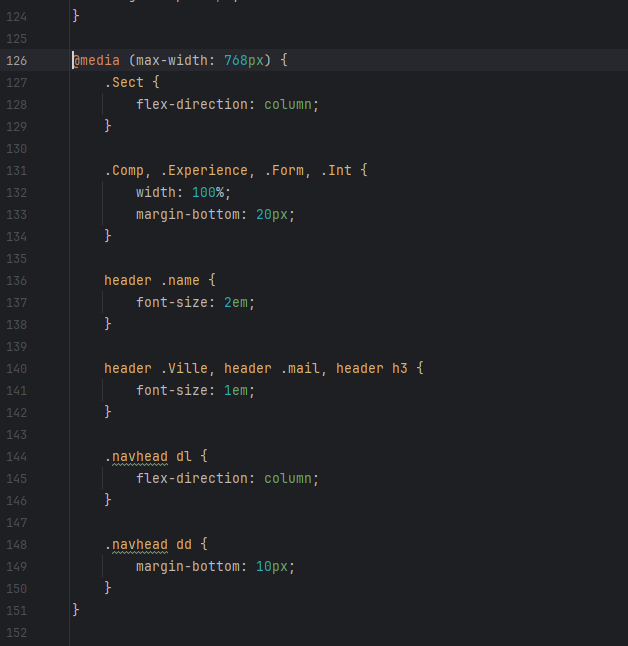 124 }
125
126 @media (max-width: 768px) {
127     .Sect {
128         flex-direction: column;
129     }
130
131     .Comp, .Experience, .Form, .Int {
132         width: 100%;
133         margin-bottom: 20px;
134     }
135
136     header .name {
137         font-size: 2em;
138     }
139
140     header .Ville, header .mail, header h3 {
141         font-size: 1em;
142     }
143
144     .navhead dl {
145         flex-direction: column;
146     }
147
148     .navhead dd {
149         margin-bottom: 10px;
150     }
151 }
152